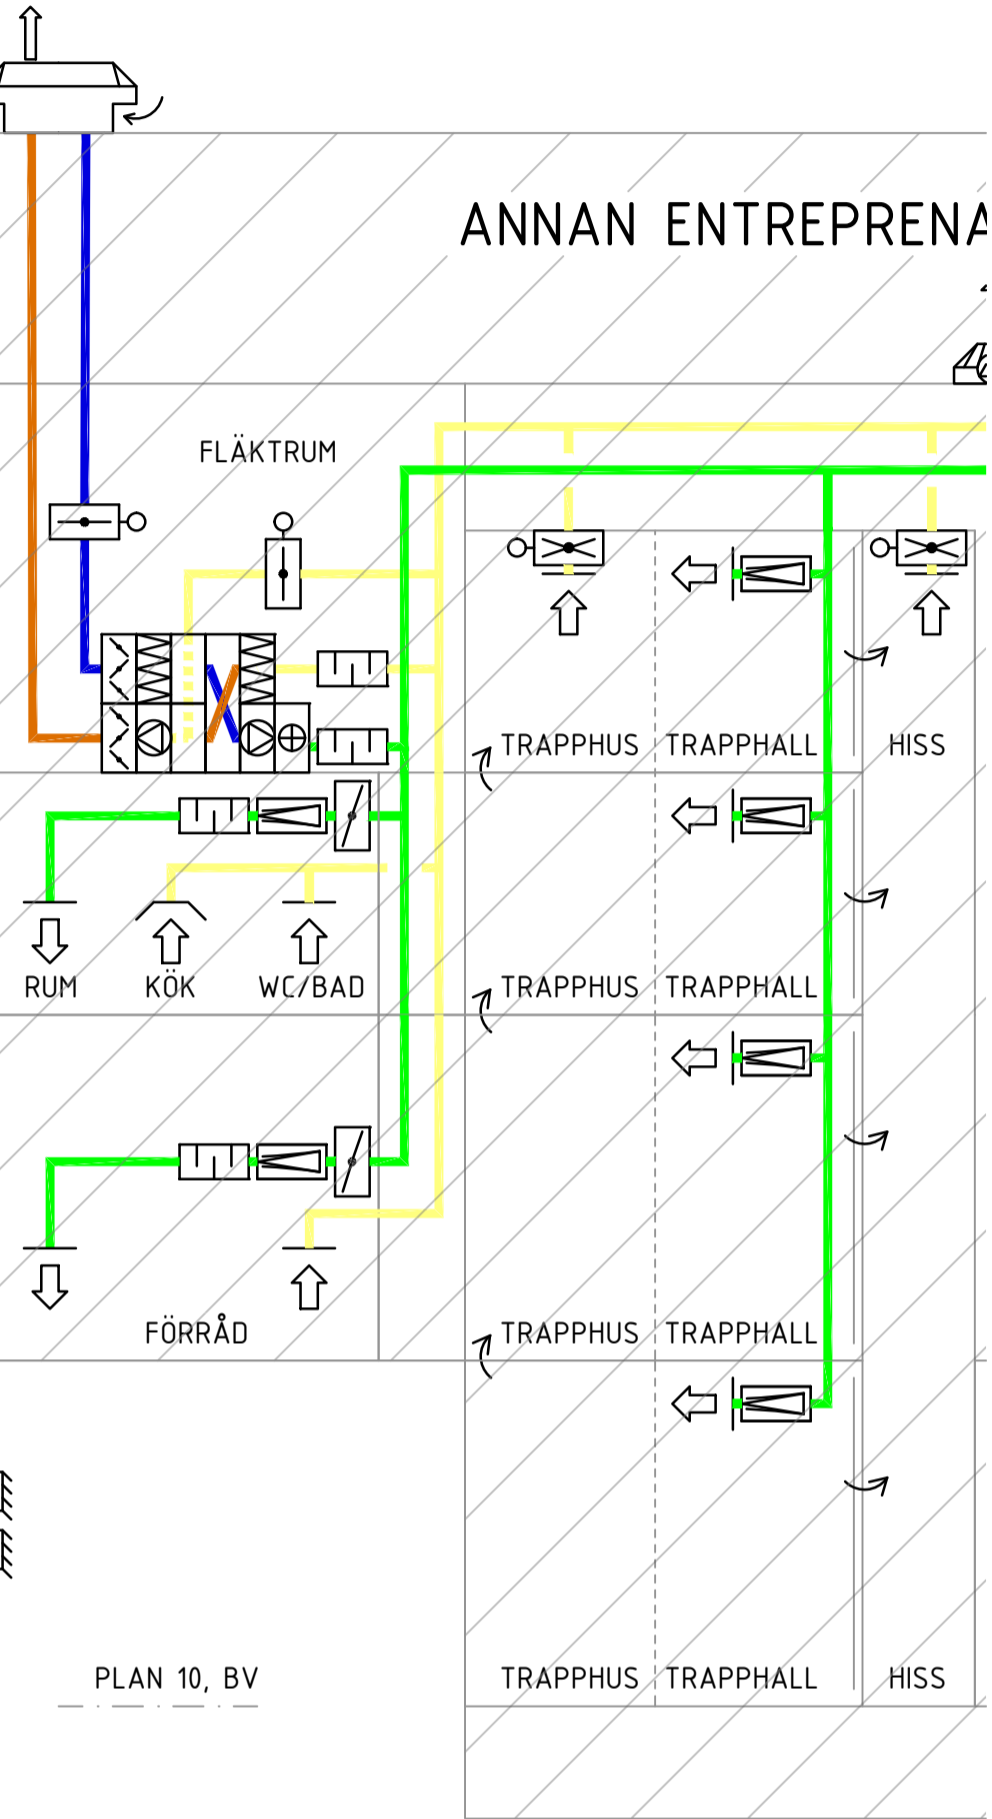 ANNAN ENTREPRENA
FLÄKTRUM
TRAPPHUS TRAPPHALL HISS
RUM KÖK WC/BAD TRAPPHUS TRAPPHALL
FÖRRÅD TRAPPHUS TRAPPHALL
PLAN 10, BV TRAPPHUS TRAPPHALL HISS